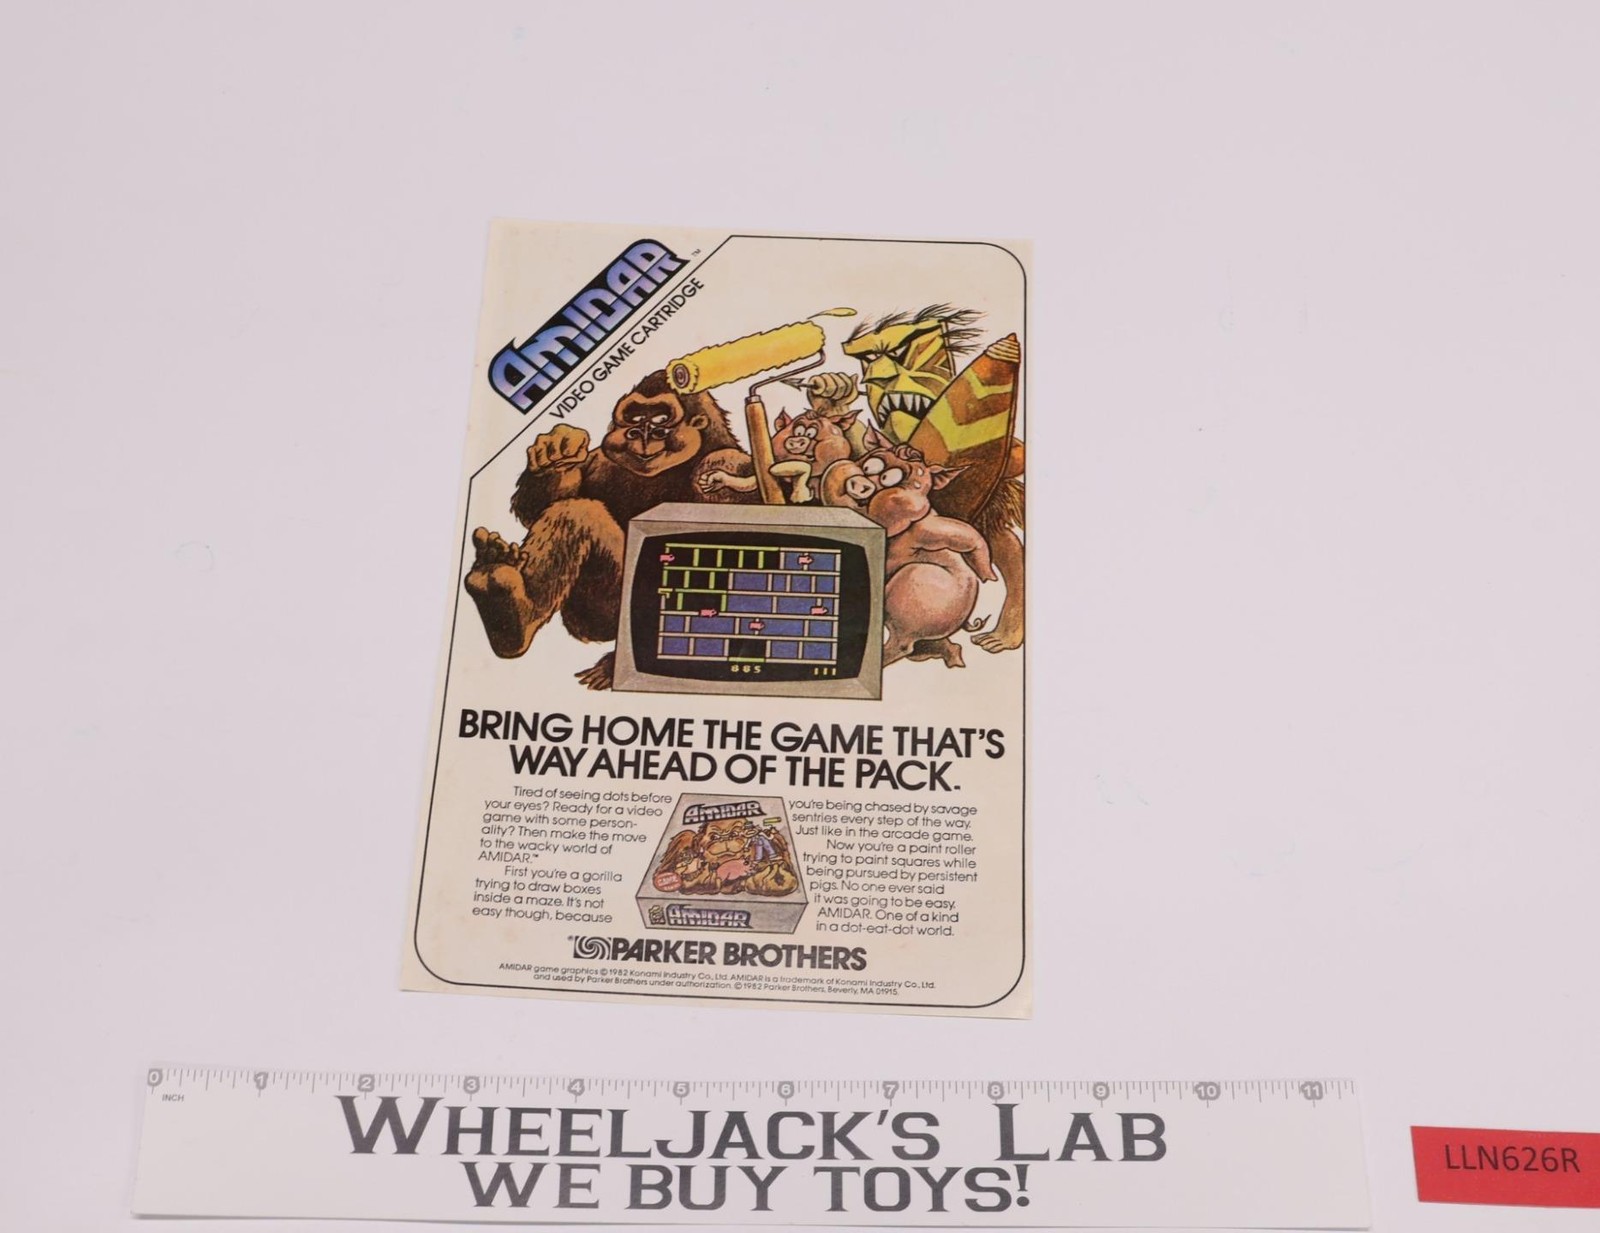 AMIDAR™
VIDEO GAME CARTRIDGE
885
111
BRING HOME THE GAME THAT'S
WAY AHEAD OF THE PACK.
Tired of seeing dots before
your eyes? Ready for a video
game with some person-
ality? Then make the move
to the wacky world of
AMIDAR.™
First you're a gorilla
trying to draw boxes
inside a maze. It's not
easy though, because
AMIDAR
AMIDAR
you're being chased by savage
sentries every step of the way.
Just like in the arcade game.
Now you're a paint roller
trying to paint squares while
being pursued by persistent
pigs. No one ever said
it was going to be easy.
AMIDAR. One of a kind
in a dot-eat-dot world.
PARKER BROTHERS
AMIDAR game graphics © 1982 Konami Industry Co., Ltd. AMIDAR is a trademark of Konami Industry Co., Ltd.
and used by Parker Brothers under authorization. © 1982 Parker Brothers, Beverly, MA 01915.
0 1 2 3 4 5 6 7 8 9 10 11
INCH
WHEELJACK'S LAB
WE BUY TOYS!
LLN626R